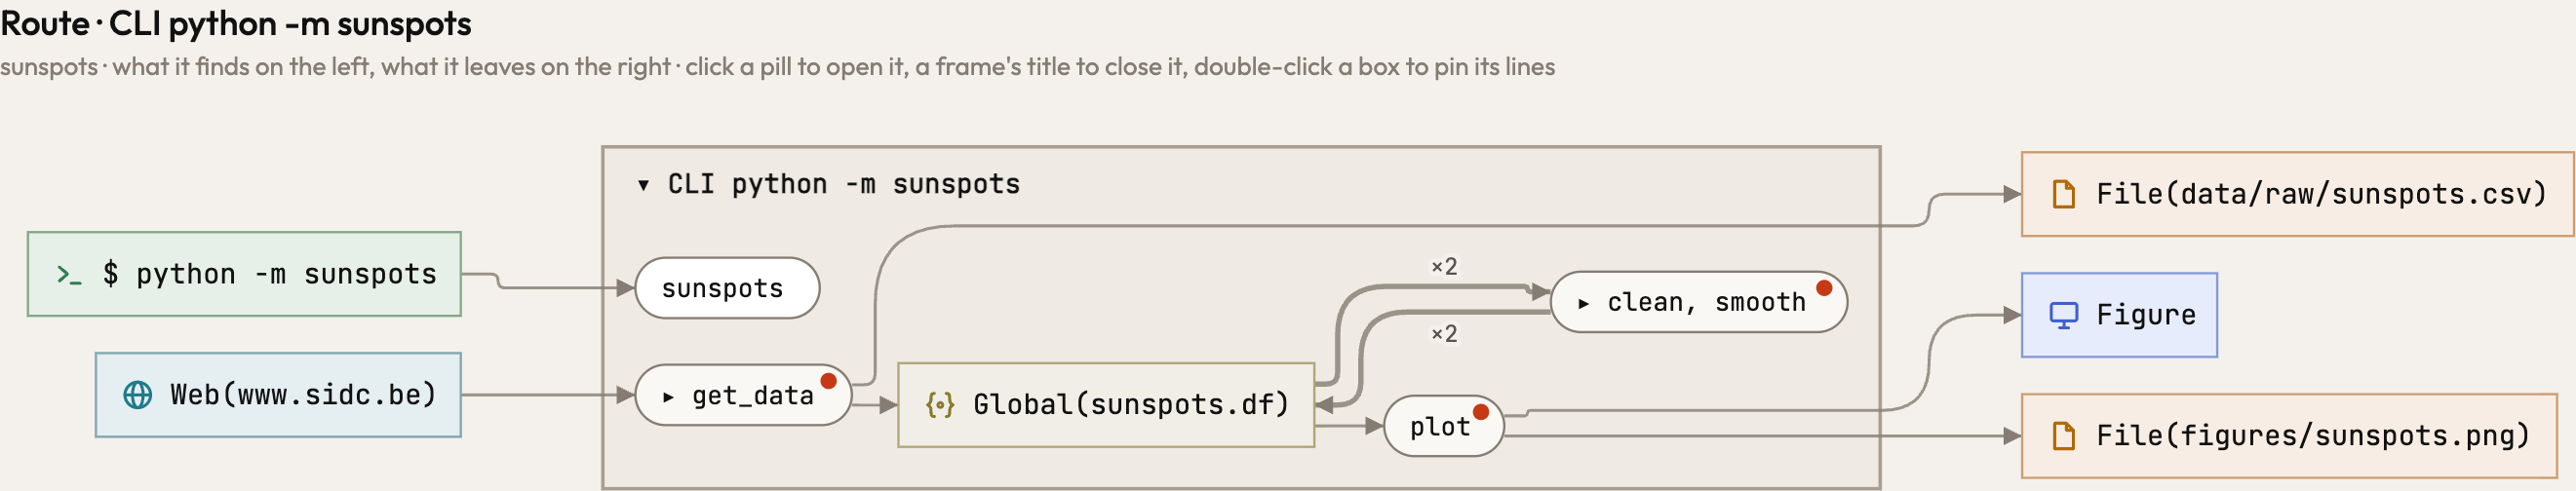 Route · CLI python -m sunspots
sunspots · what it finds on the left, what it leaves on the right · click a pill to open it, a frame's title to close it, double-click a box to pin its lines
▾ CLI python -m sunspots
$ python -m sunspots
Web(www.sidc.be)
sunspots
▸ get_data
Global(sunspots.df)
×2
×2
▸ clean, smooth
plot
File(data/raw/sunspots.csv)
Figure
File(figures/sunspots.png)